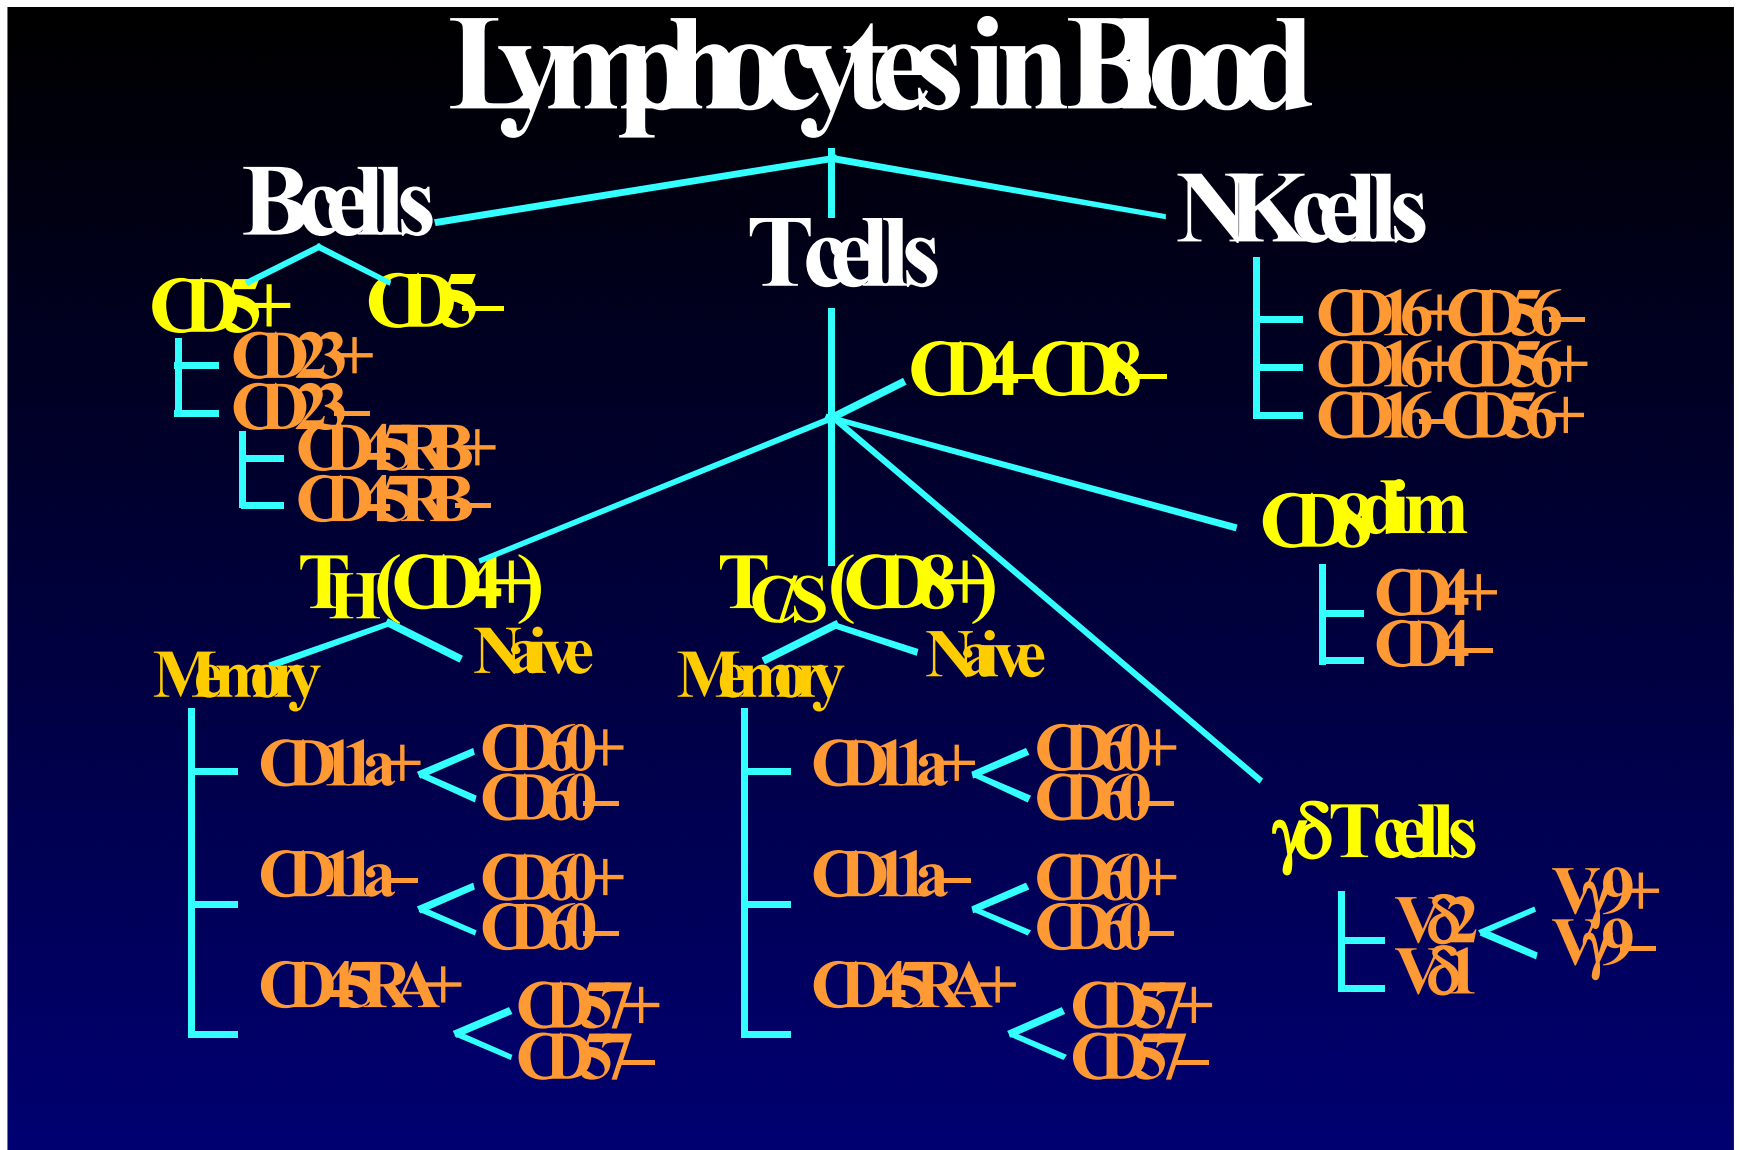 Lymphocytes in Blood
B cells
T cells
NK cells
CD5+
CD5–
CD23+
CD23–
CD45RB+
CD45RB–
CD4–CD8–
CD16+CD56–
CD16+CD56+
CD16–CD56+
CD8dim
CD4+
CD4–
TH (CD4+)
Memory
Naive
CD11a+
CD60+
CD60–
CD11a–
CD60+
CD60–
CD45RA+
CD57+
CD57–
TC/S (CD8+)
Memory
Naive
CD11a+
CD60+
CD60–
CD11a–
CD60+
CD60–
CD45RA+
CD57+
CD57–
γδ T cells
Vδ2
Vδ1
Vγ9+
Vγ9–